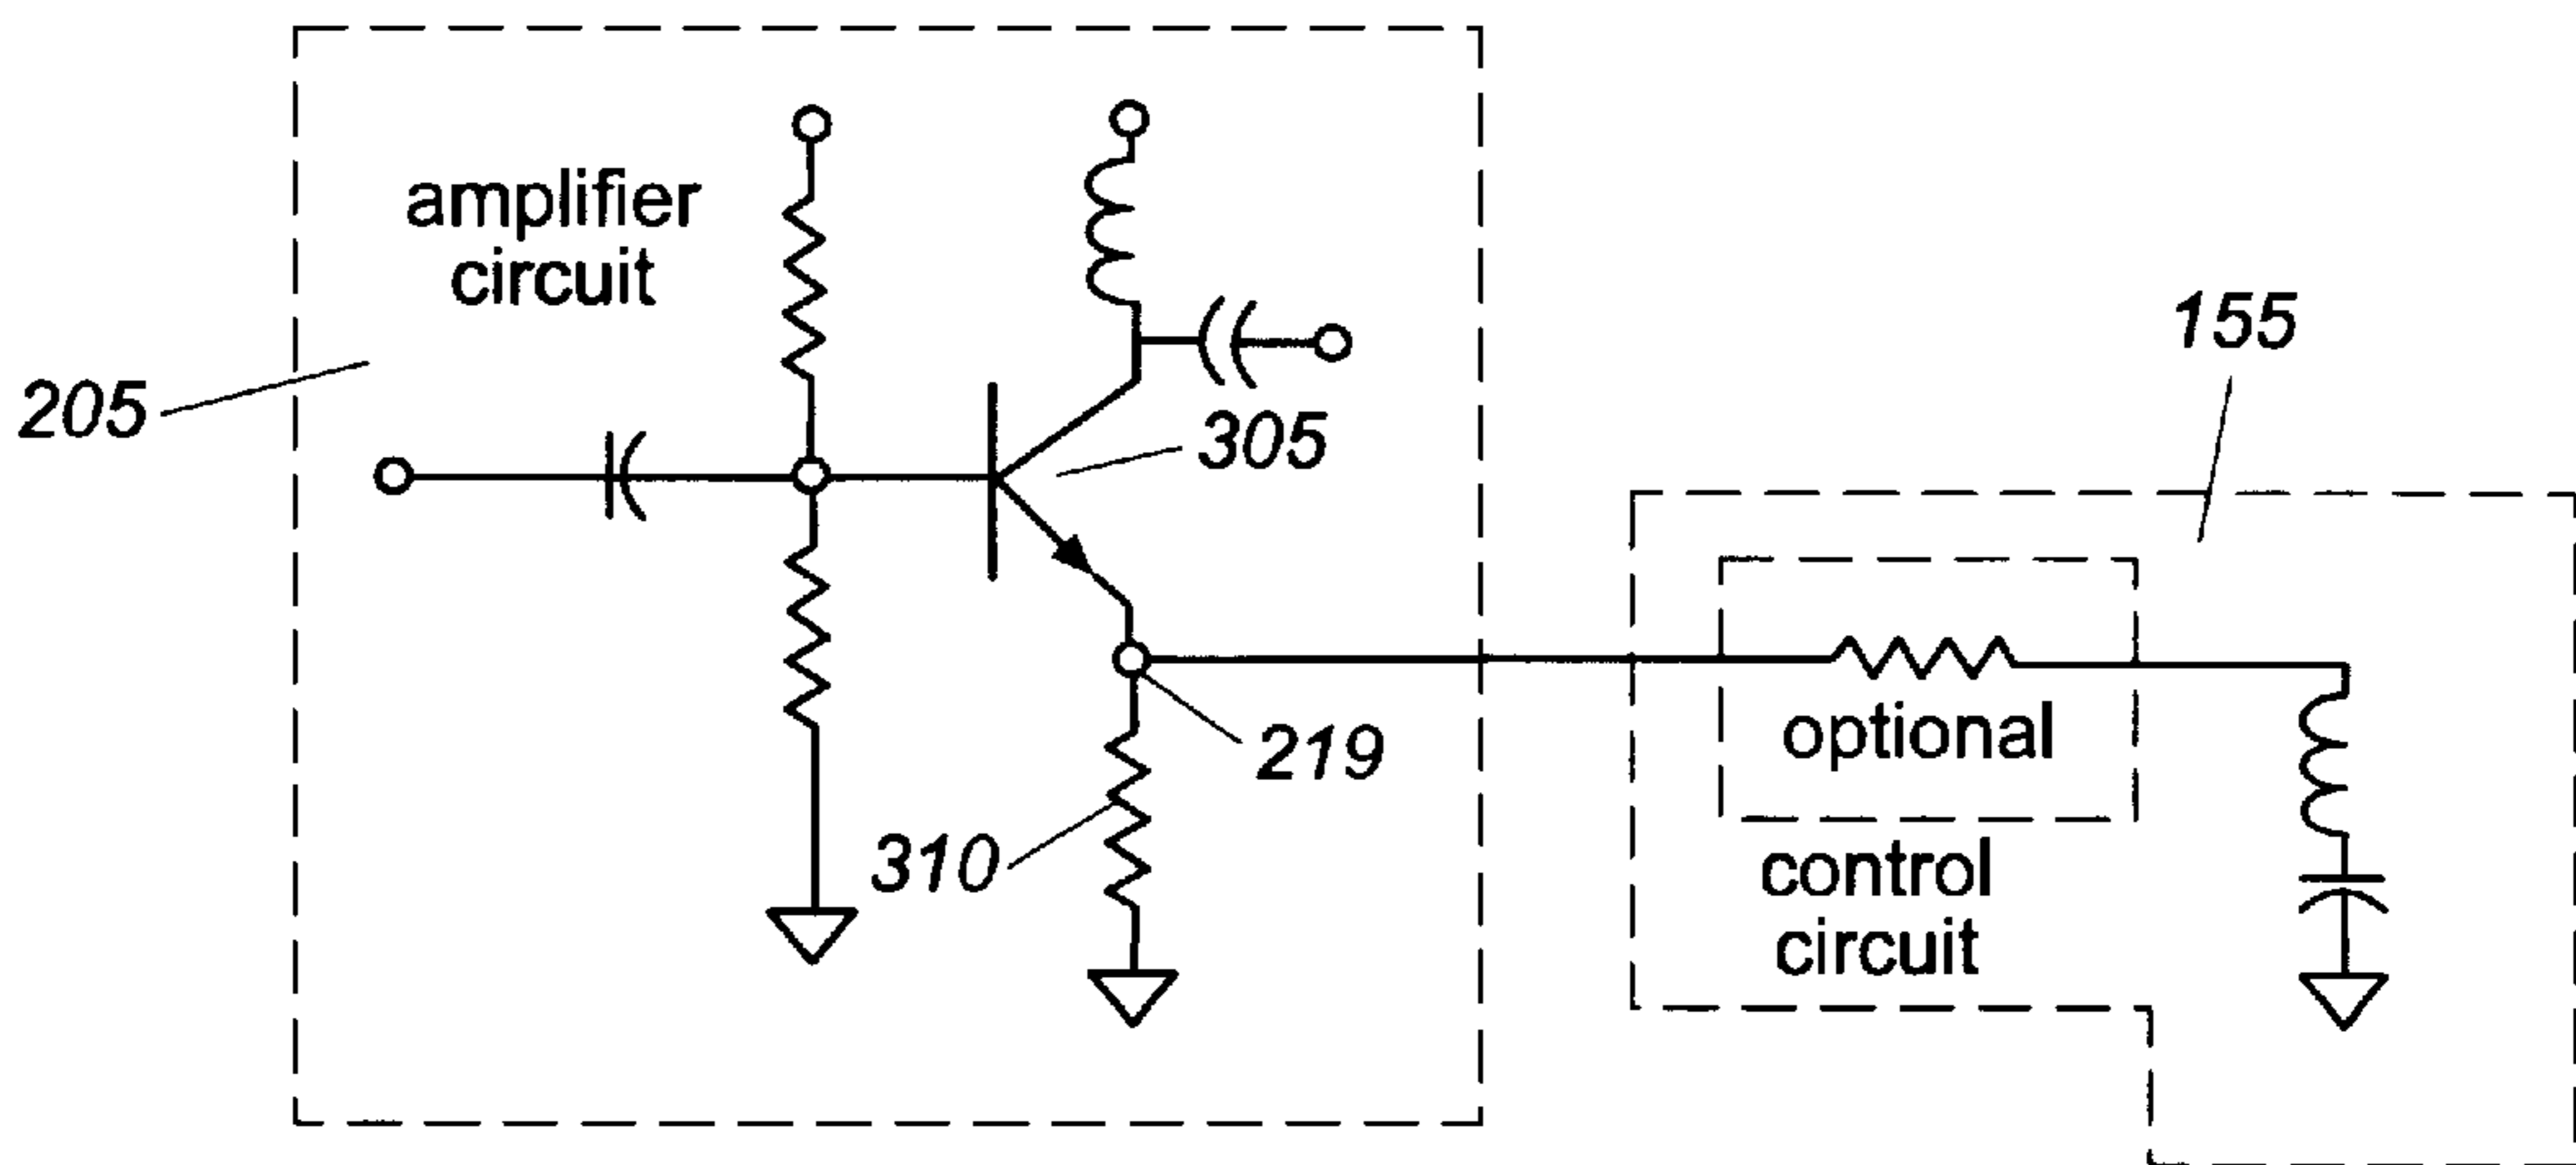 amplifier
circuit
205
305
155
219
310
optional
control
circuit